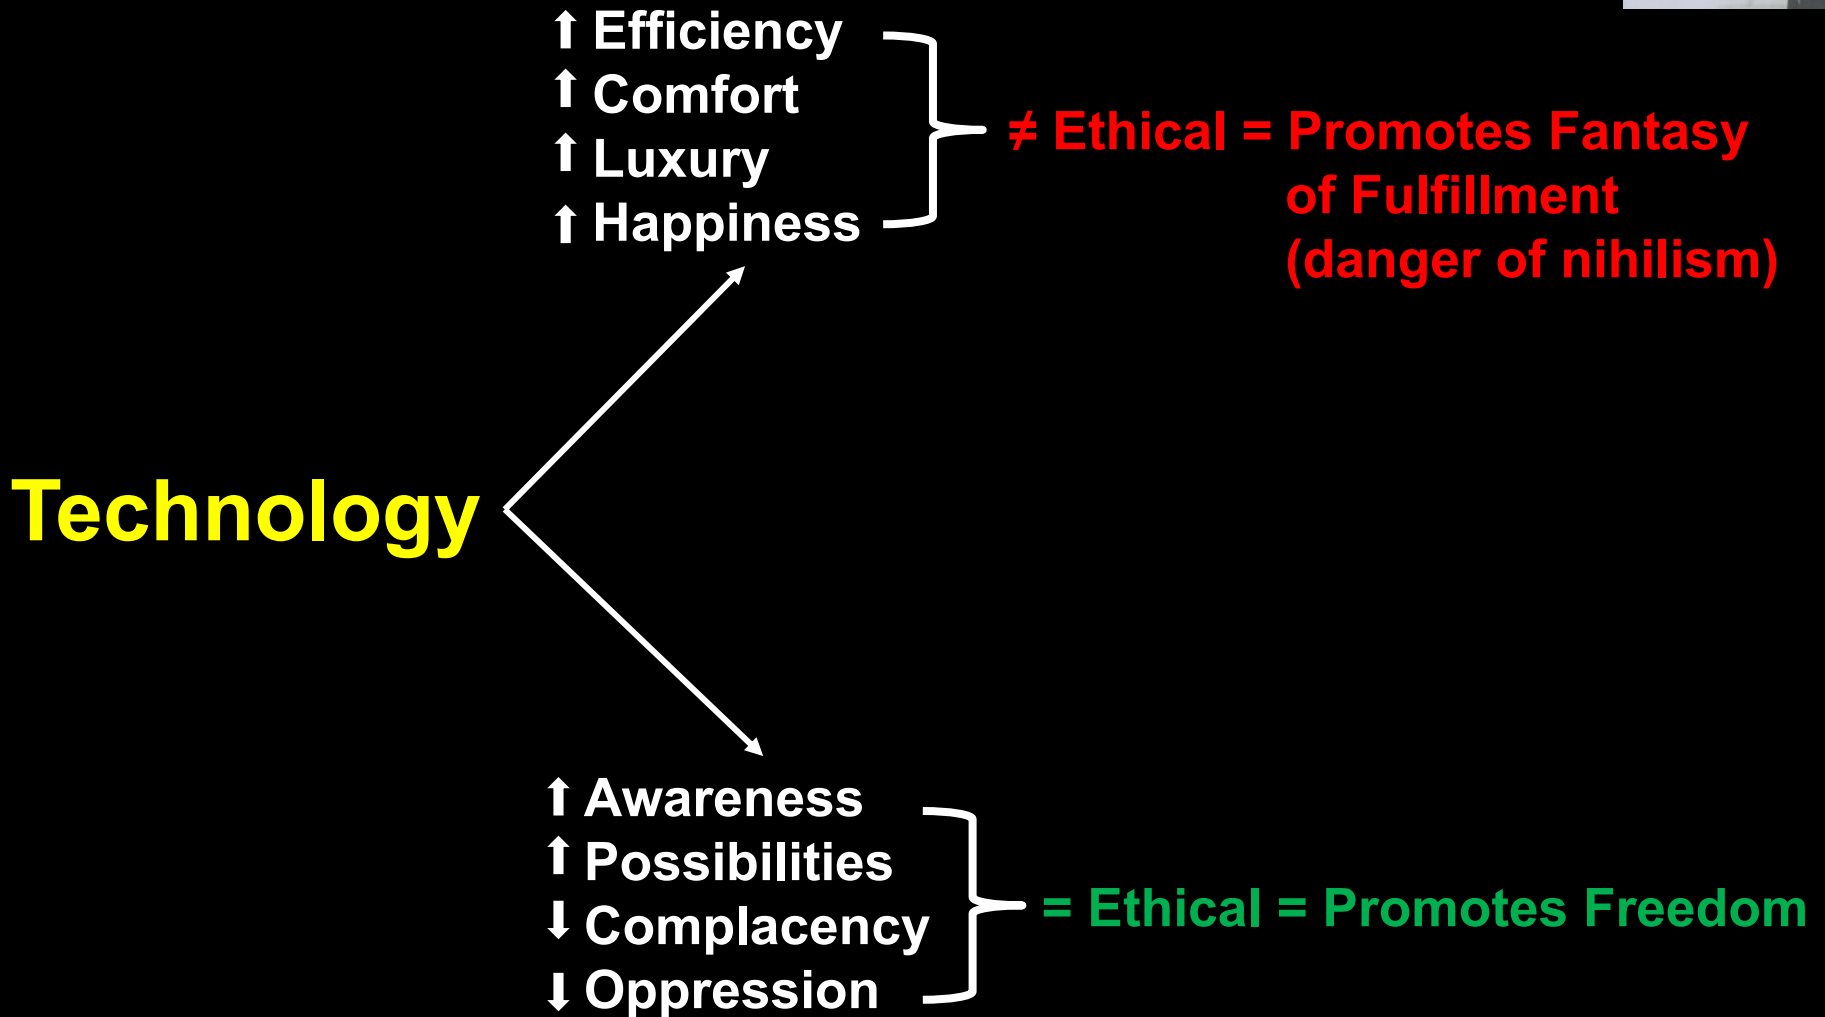 ↑ Efficiency
↑ Comfort
↑ Luxury
↑ Happiness
≠ Ethical = Promotes Fantasy
of Fulfillment
(danger of nihilism)
Technology
↑ Awareness
↑ Possibilities
↓ Complacency
↓ Oppression
= Ethical = Promotes Freedom